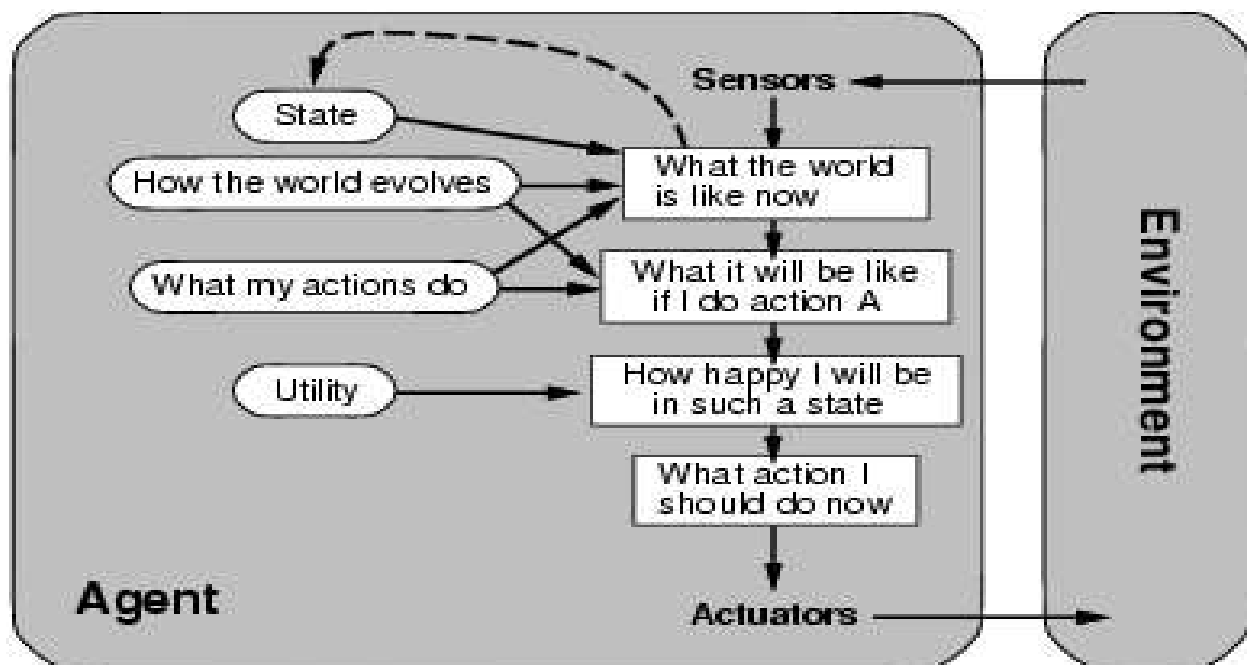 Sensors
State
What the world
is like now
How the world evolves
What it will be like
if I do action A
What my actions do
How happy I will be
in such a state
Utility
What action I
should do now
Agent
Actuators
Environment